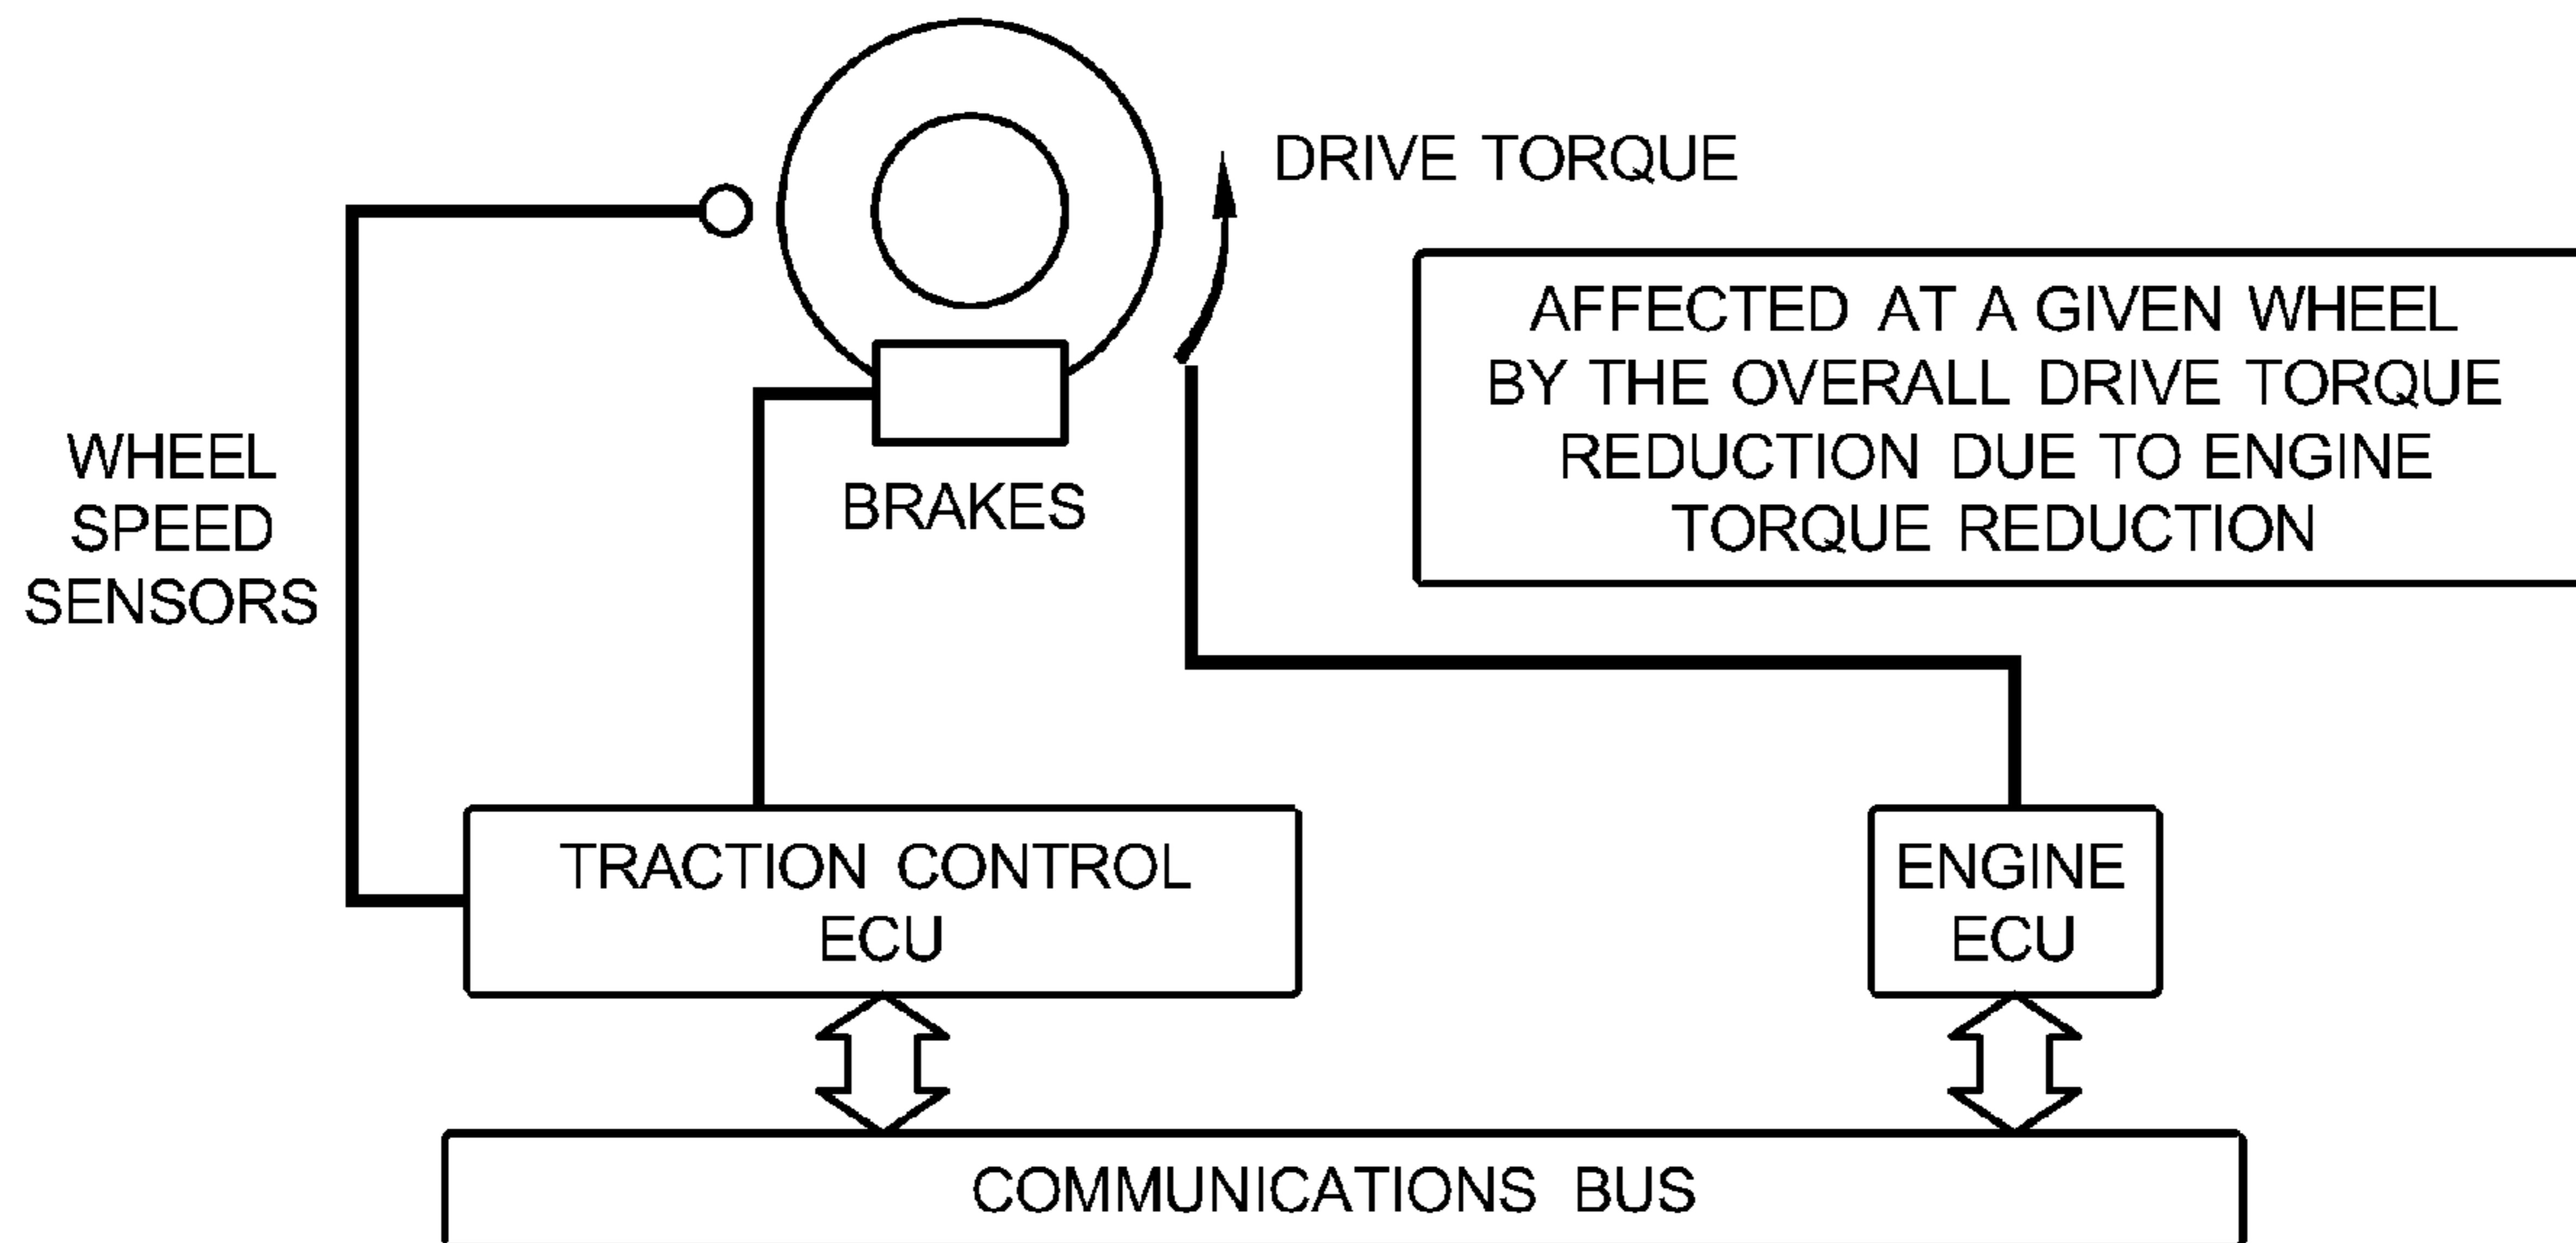 DRIVE TORQUE
AFFECTED AT A GIVEN WHEEL
BY THE OVERALL DRIVE TORQUE
REDUCTION DUE TO ENGINE
TORQUE REDUCTION
WHEEL
SPEED
SENSORS
BRAKES
TRACTION CONTROL
ECU
ENGINE
ECU
COMMUNICATIONS BUS